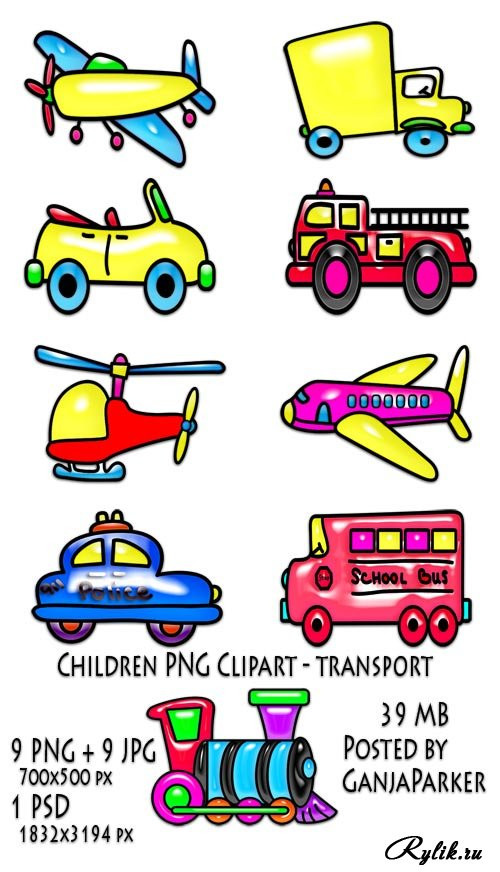 911 Police
School Bus
Children PNG Clipart - transport
9 PNG + 9 JPG
700x500 px
1 PSD
1832x3194 px
39 MB
Posted by
GanjaParker
Rylik.ru